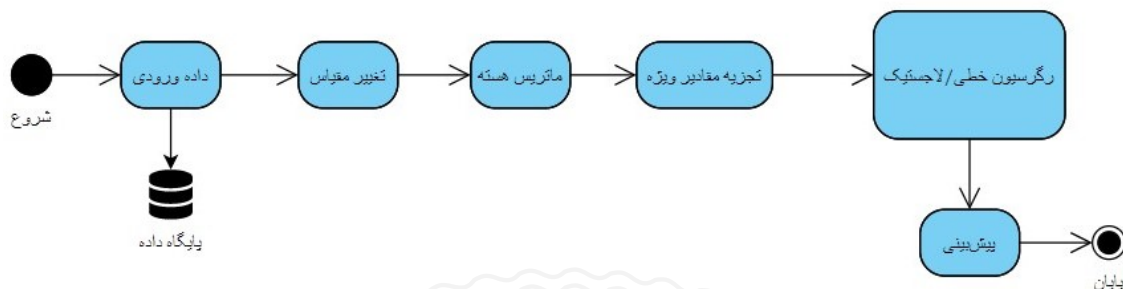 شروع
داده ورودی
پایگاه داده
تغییر مقیاس
ماتریس هسته
تجزیه مقادیر ویژه
رگرسیون خطی/لاجستیک
پیش‌بینی
پایان